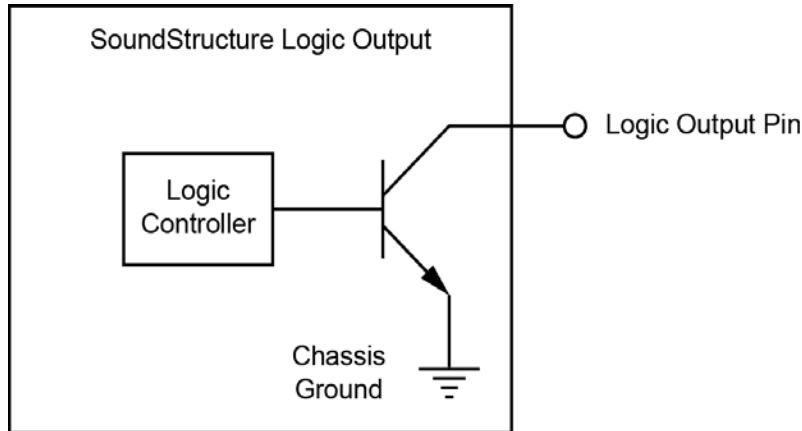 SoundStructure Logic Output
Logic Output Pin
Logic
Controller
Chassis
Ground